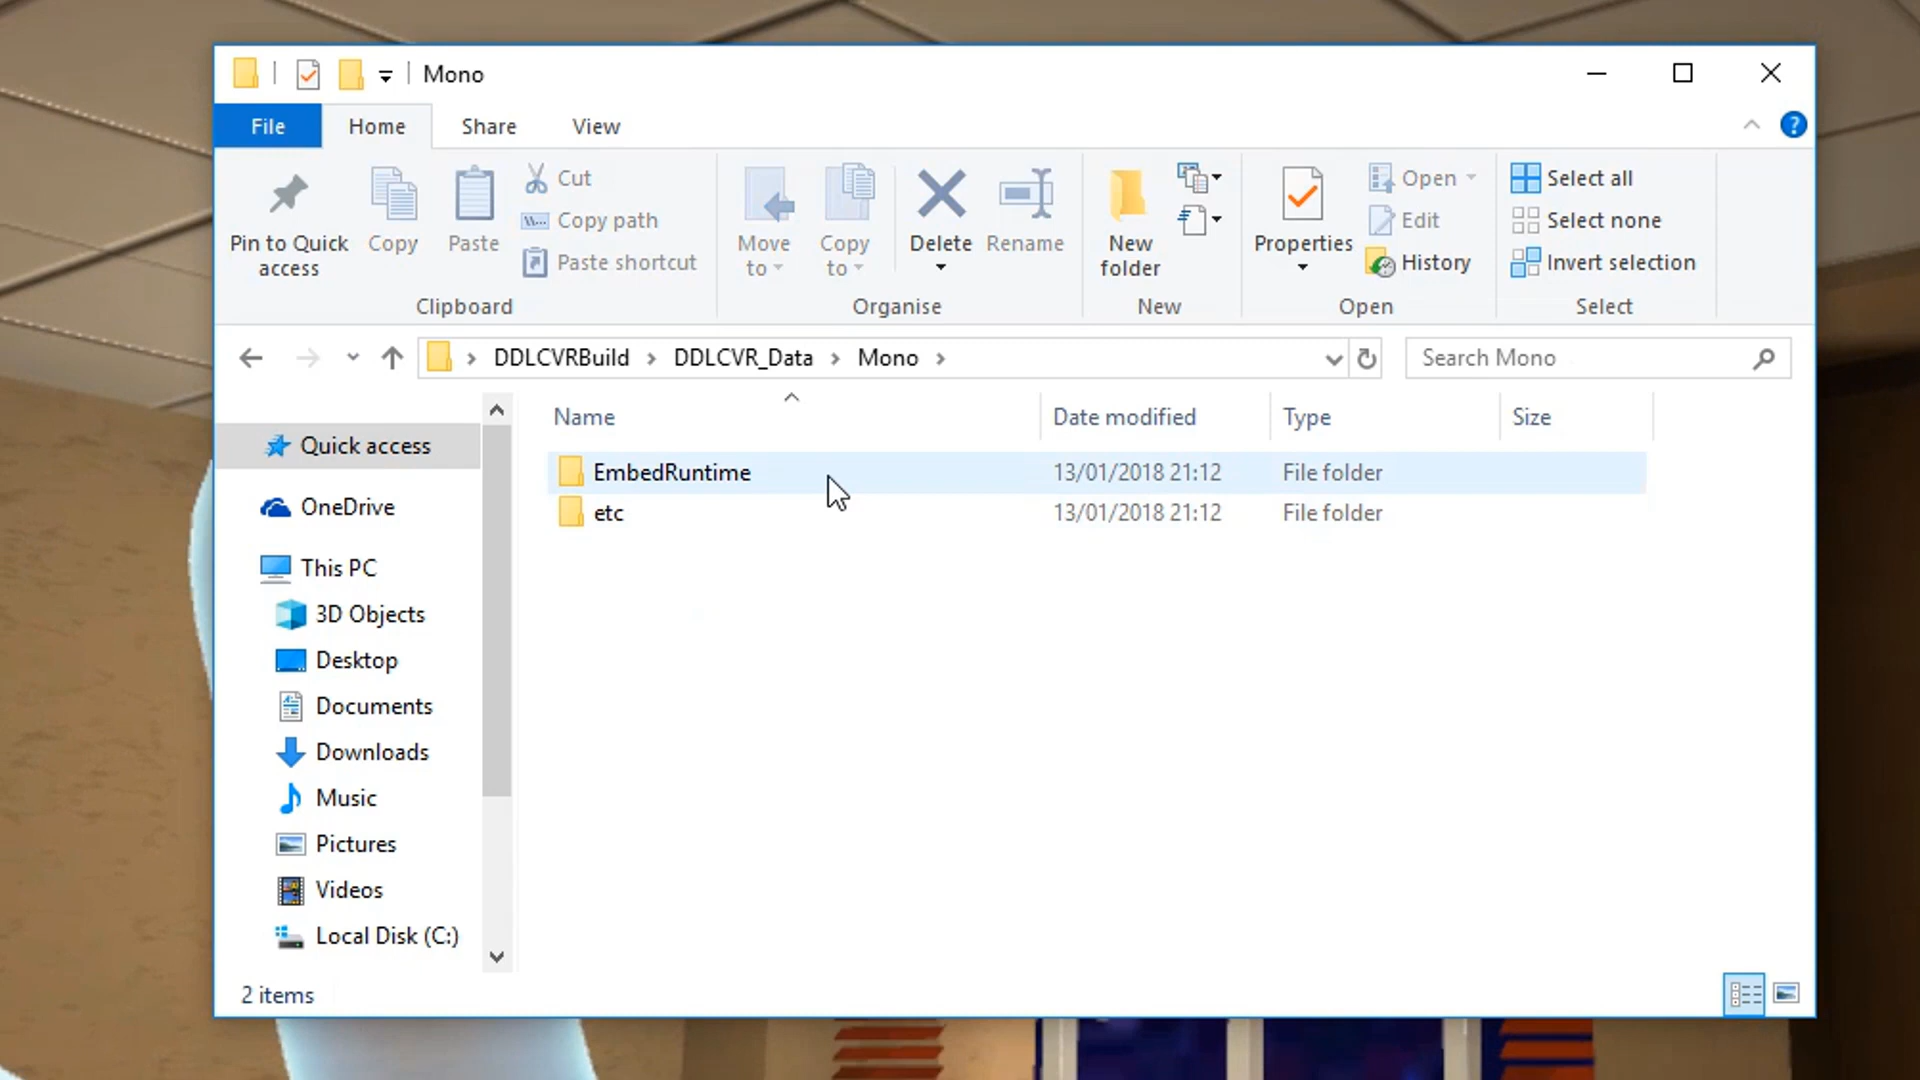 Mono
File Home Share View
Pin to Quick access
Copy
Paste
Cut
Copy path
Paste shortcut
Clipboard
Move to
Copy to
Delete
Rename
Organise
New folder
New
Properties
Open
Edit
History
Open
Select all
Select none
Invert selection
Select
DDLCVRBuild DDLCVR_Data Mono
Search Mono
Name Date modified Type Size
EmbedRuntime 13/01/2018 21:12 File folder
etc 13/01/2018 21:12 File folder
Quick access
OneDrive
This PC
3D Objects
Desktop
Documents
Downloads
Music
Pictures
Videos
Local Disk (C:)
2 items